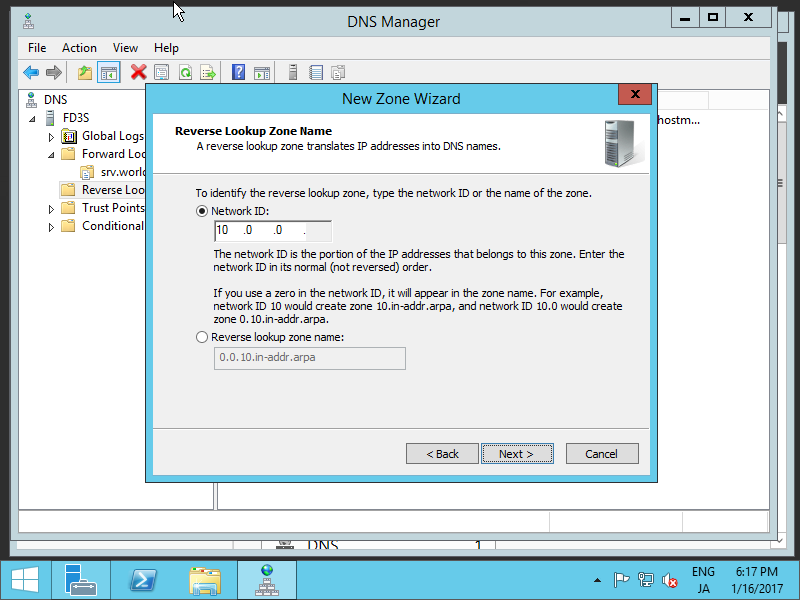 DNS Manager
File Action View Help
DNS
FD3S
Global Logs
Forward Loo
srv.world
Reverse Loo
Trust Points
Conditional
hostm...
New Zone Wizard
Reverse Lookup Zone Name
A reverse lookup zone translates IP addresses into DNS names.
To identify the reverse lookup zone, type the network ID or the name of the zone.
Network ID:
10 .0 .0 .
The network ID is the portion of the IP addresses that belongs to this zone. Enter the
network ID in its normal (not reversed) order.
If you use a zero in the network ID, it will appear in the zone name. For example,
network ID 10 would create zone 10.in-addr.arpa, and network ID 10.0 would create
zone 0.10.in-addr.arpa.
Reverse lookup zone name:
0.0.10.in-addr.arpa
< Back Next > Cancel
DNS 1
ENG 6:17 PM
JA 1/16/2017